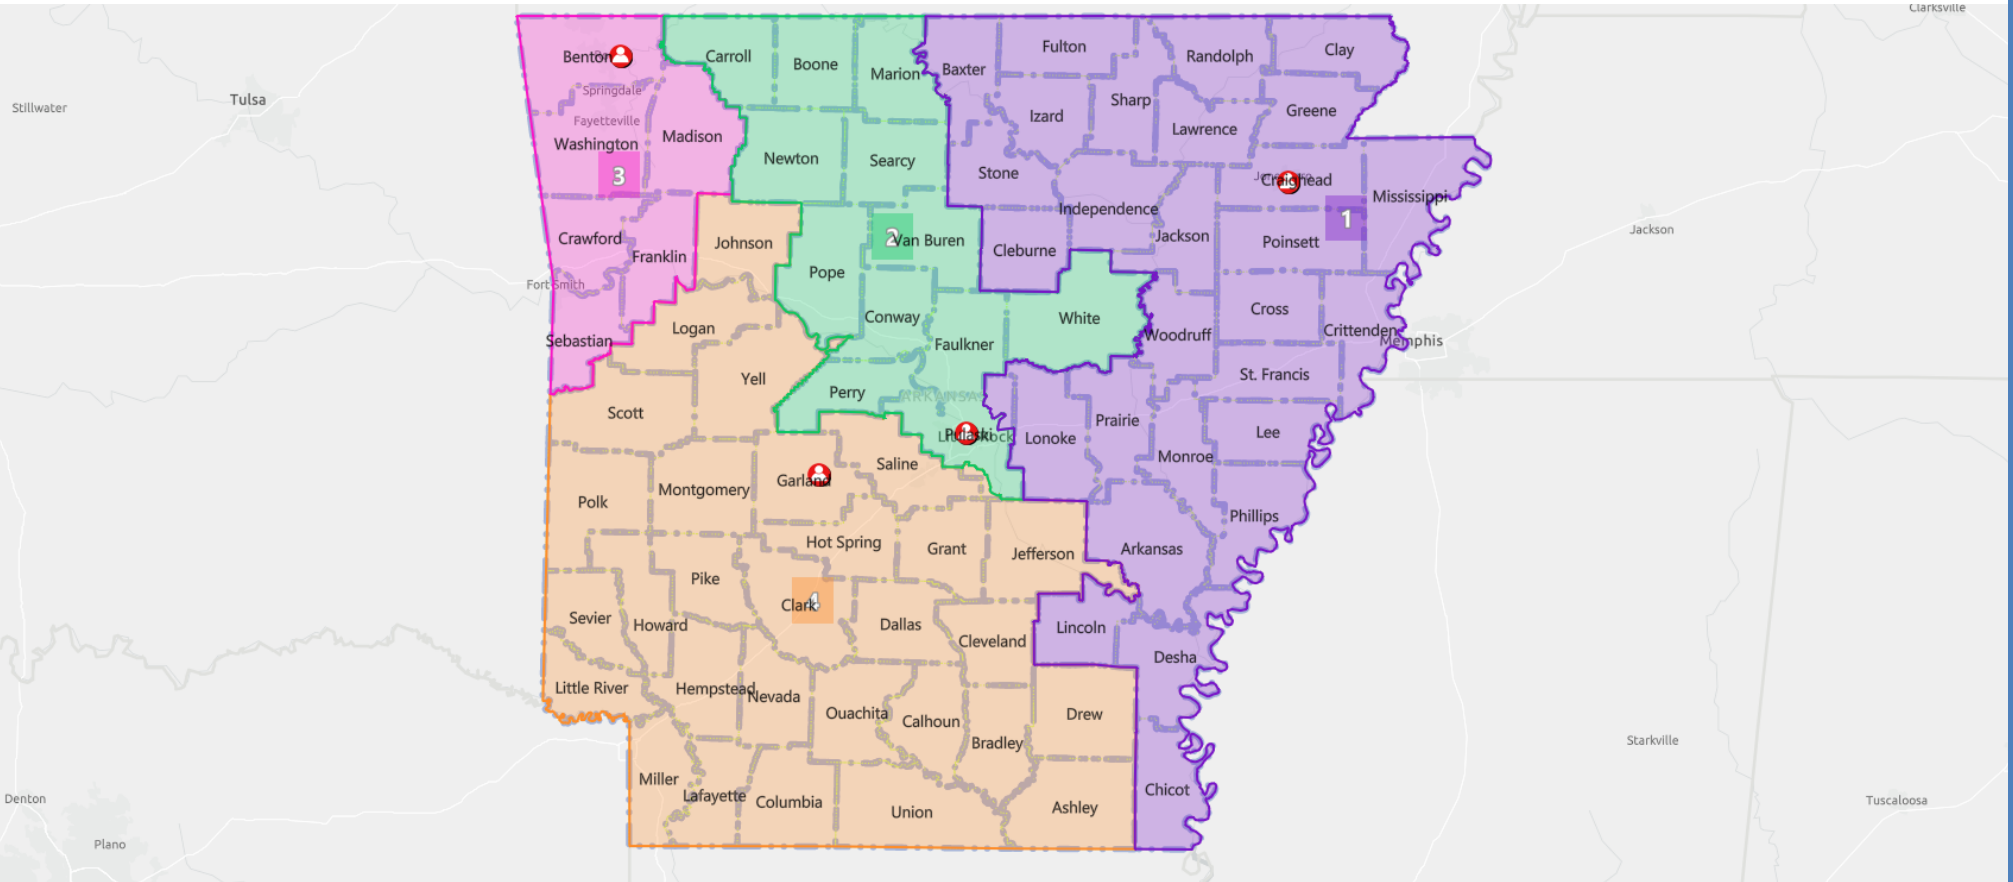 Clarksville
Fulton
Clay
Benton
Carroll
Boone
Marion
Baxter
Randolph
Springdale
Tulsa
Stillwater
Sharp
Greene
Izard
Fayetteville
Lawrence
Washington
Madison
Newton
Searcy
Stone
3
Craighead
Mississippi
Independence
1
Crawford
Johnson
2
Van Buren
Jackson
Poinsett
Jackson
Franklin
Cleburne
Pope
Fort Smith
Cross
Conway
White
Logan
Crittenden
Woodruff
Sebastian
Faulkner
Memphis
Yell
St. Francis
Perry
ARKANSA
Scott
Prairie
Pulaski
Lonoke
Lee
Saline
Monroe
Garland
Montgomery
Polk
Phillips
Hot Spring
Grant
Jefferson
Arkansas
Pike
Clark
4
Sevier
Howard
Dallas
Lincoln
Cleveland
Desha
Little River
Hempstead
Nevada
Ouachita
Calhoun
Drew
Bradley
Starkville
Miller
Lafayette
Columbia
Chicot
Denton
Union
Ashley
Tuscaloosa
Plano